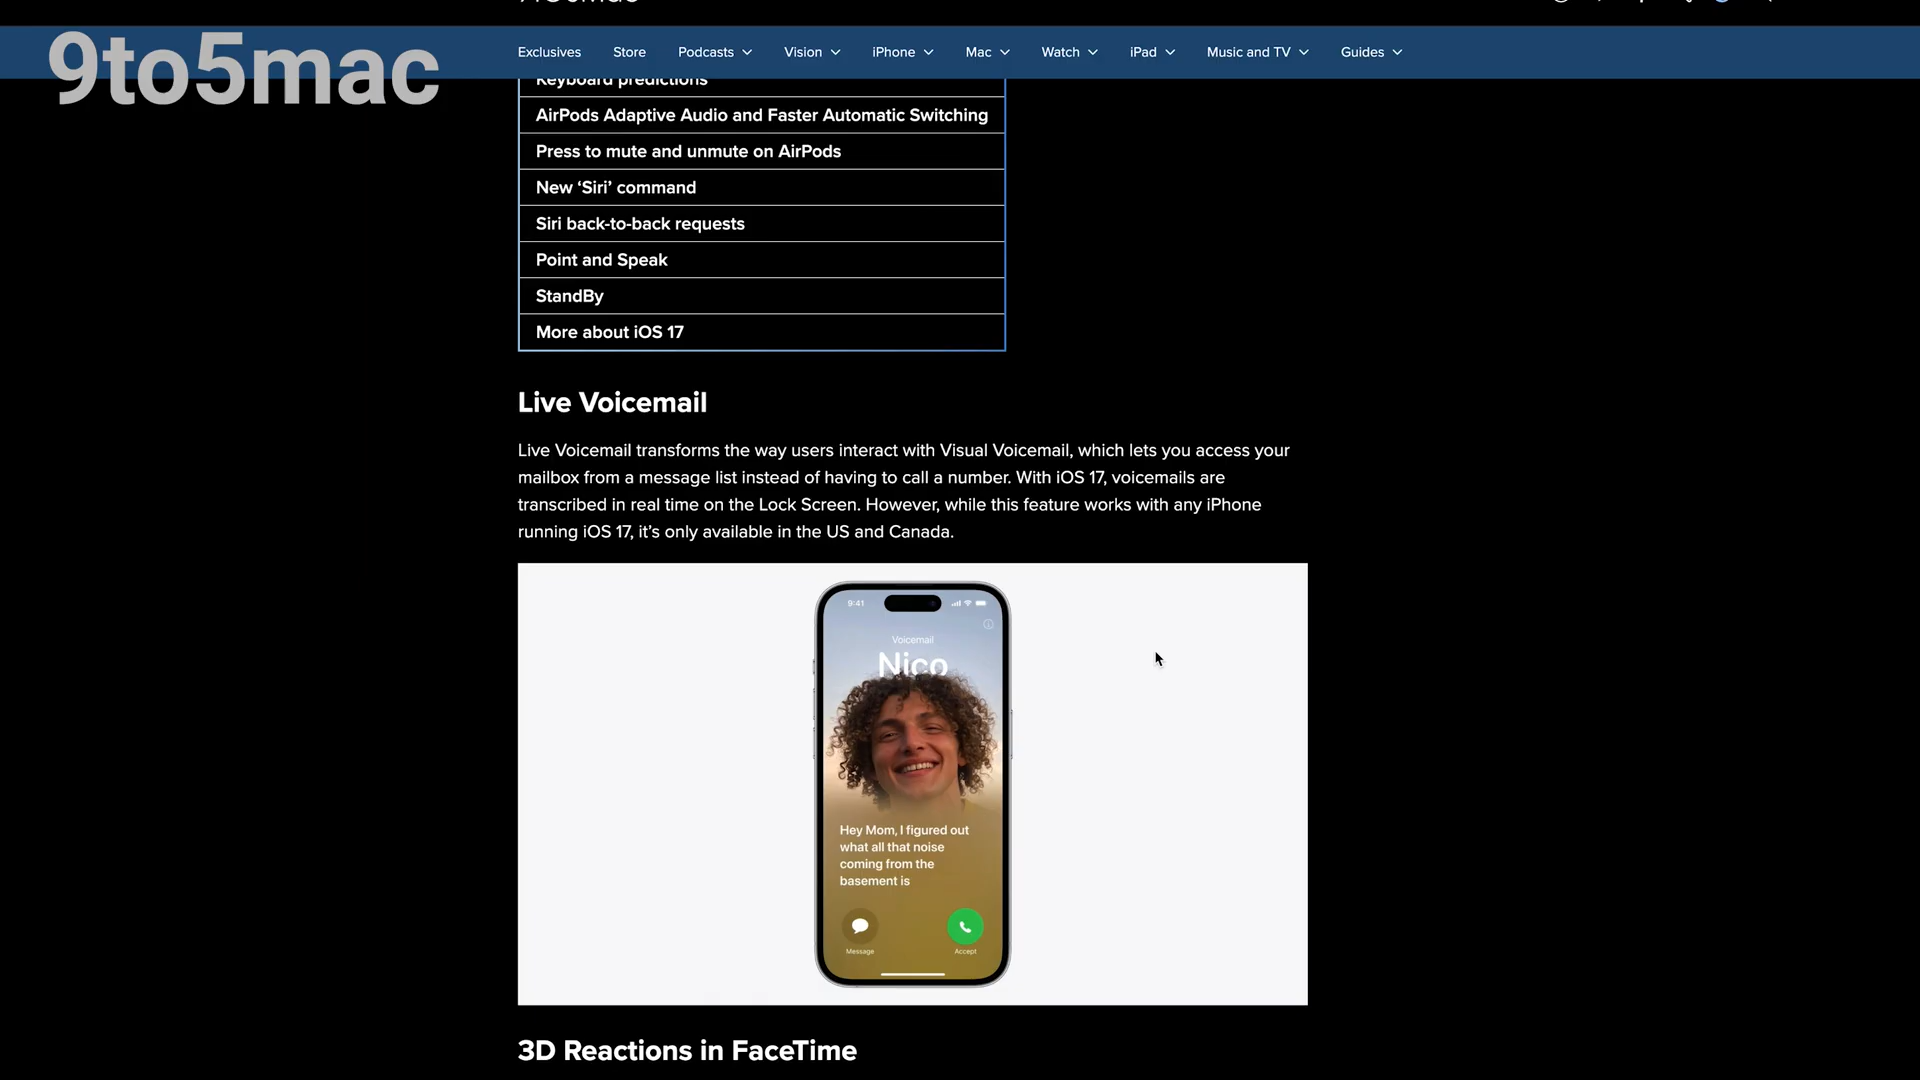 9to5mac
Exclusives Store Podcasts Vision iPhone Mac Watch iPad Music and TV Guides
Keyboard predictions
AirPods Adaptive Audio and Faster Automatic Switching
Press to mute and unmute on AirPods
New ‘Siri’ command
Siri back-to-back requests
Point and Speak
StandBy
More about iOS 17
Live Voicemail
Live Voicemail transforms the way users interact with Visual Voicemail, which lets you access your
mailbox from a message list instead of having to call a number. With iOS 17, voicemails are
transcribed in real time on the Lock Screen. However, while this feature works with any iPhone
running iOS 17, it’s only available in the US and Canada.
9:41
Voicemail
Nico
Hey Mom, I figured out
what all that noise
coming from the
basement is
Message Accept
3D Reactions in FaceTime